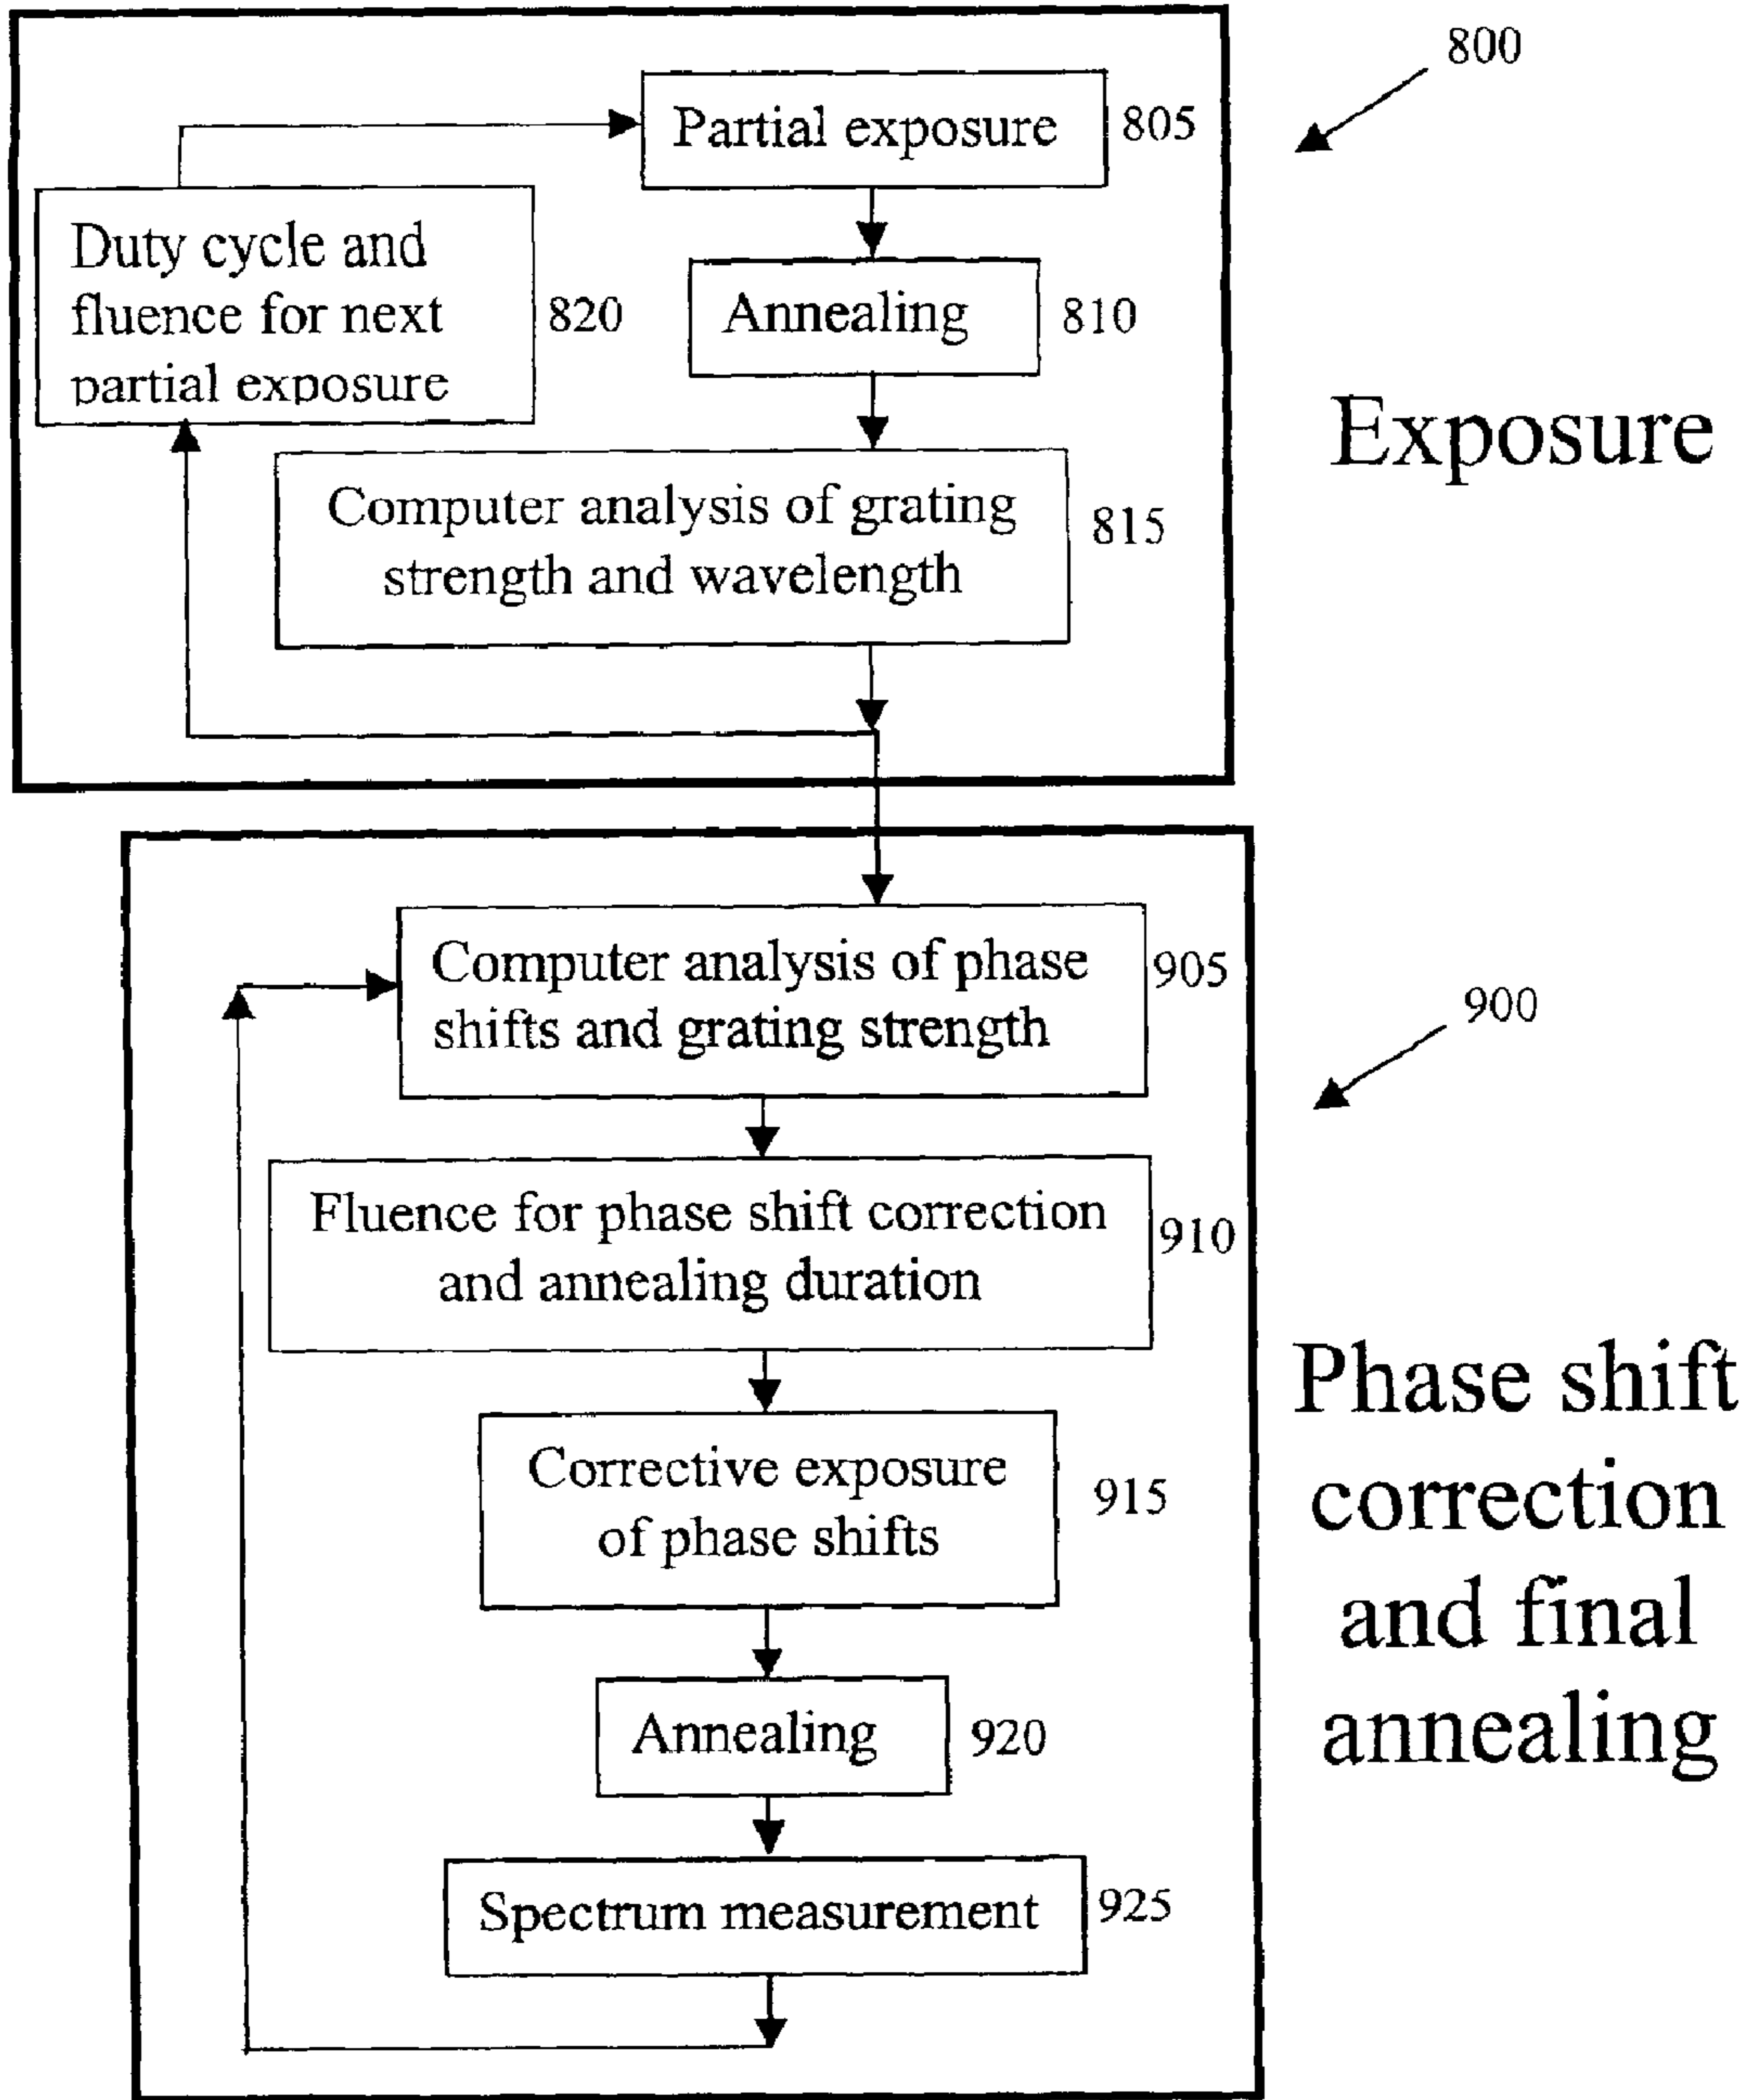 800
Partial exposure
805
Duty cycle and
fluence for next
partial exposure
820
Annealing
810
Exposure
Computer analysis of grating
strength and wavelength
815
Computer analysis of phase
shifts and grating strength
905
900
Fluence for phase shift correction
and annealing duration
910
Phase shift
correction
and final
annealing
Corrective exposure
of phase shifts
915
Annealing
920
Spectrum measurement
925